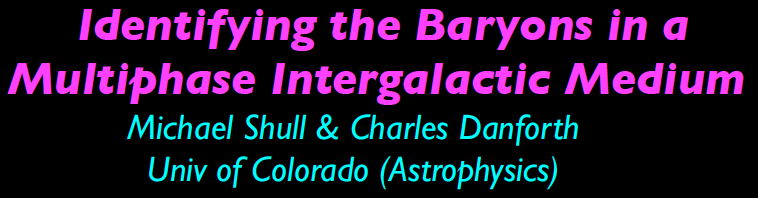 Identifying the Baryons in a
Multiphase Intergalactic Medium
Michael Shull & Charles Danforth
Univ of Colorado (Astrophysics)